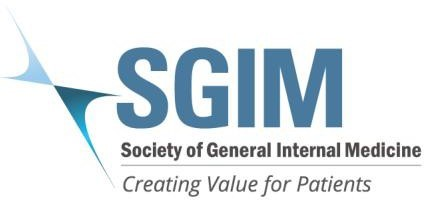 SGIM
Society of General Internal Medicine
Creating Value for Patients